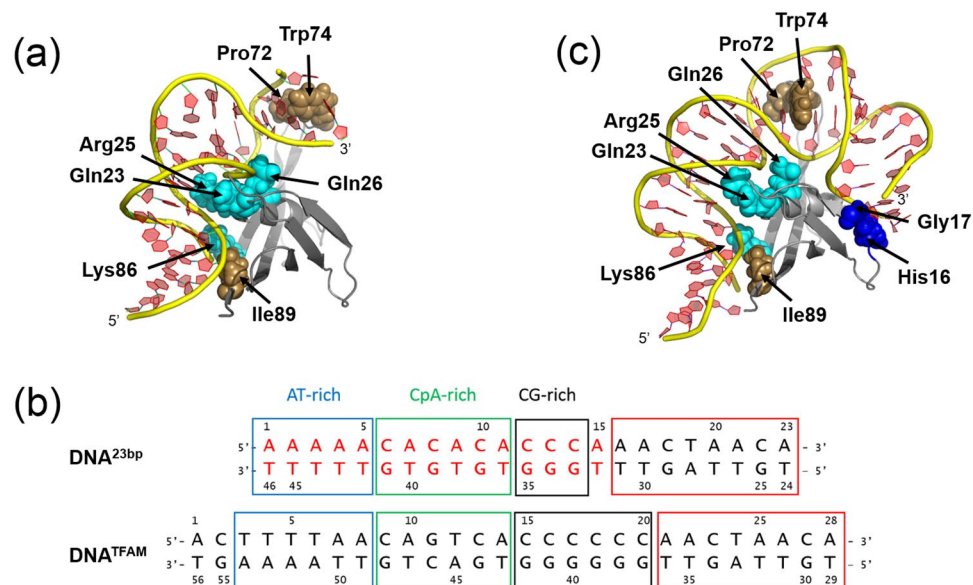 (a)
Trp74
Pro72
3'
Arg25
Gln23
Gln26
Lys86
Ile89
5'
(c)
Trp74
Pro72
Gln26
Arg25
Gln23
3'
Gly17
Lys86
His16
Ile89
5'
(b)
AT-rich CpA-rich CG-rich
1 5 10 15 20 23
DNA23bp
5'- A A A A A C A C A C A C C C A A A C T A A C A - 3'
3'- T T T T T G T G T G T G G G T T T G A T T G T - 5'
46 45 40 35 30 25 24
1 5 10 15 20 25 28
DNATFAM
5'- A C T T T T A A C A G T C A C C C C C C A A C T A A C A - 3'
3'- T G A A A A T T G T C A G T G G G G G G T T G A T T G T - 5'
56 55 50 45 40 35 30 29